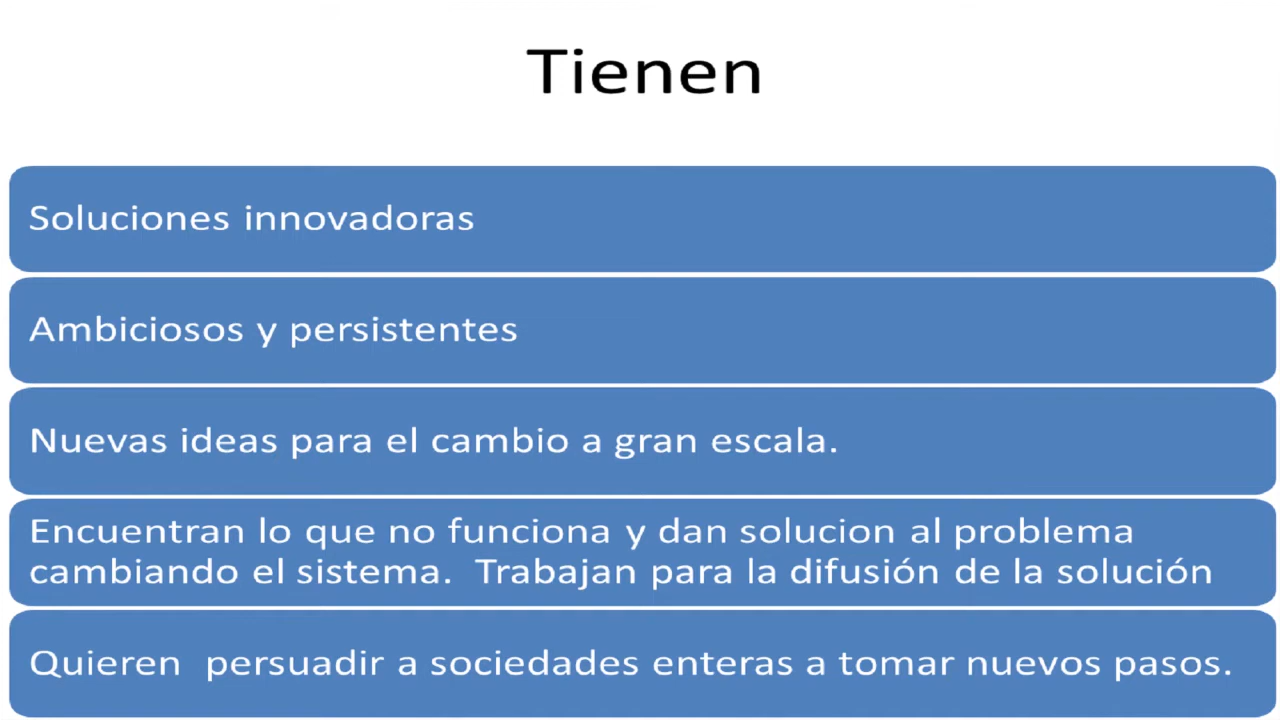 Tienen
Soluciones innovadoras
Ambiciosos y persistentes
Nuevas ideas para el cambio a gran escala.
Encuentran lo que no funciona y dan solucion al problema
cambiando el sistema.  Trabajan para la difusión de la solución
Quieren  persuadir a sociedades enteras a tomar nuevos pasos.